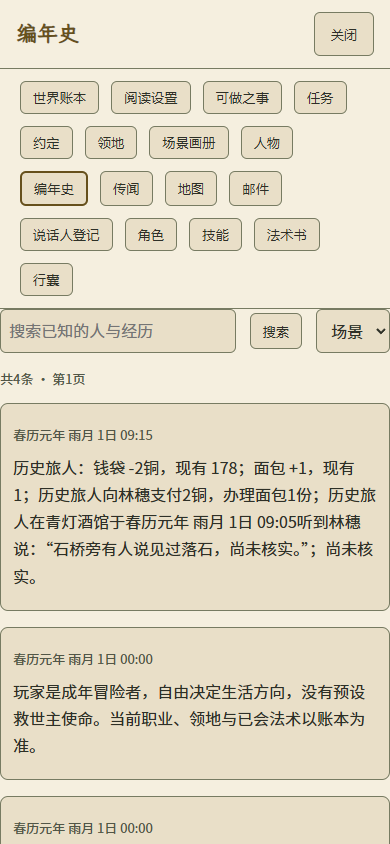 编年史
关闭
世界账本 阅读设置 可做之事 任务
约定 领地 场景画册 人物
编年史 传闻 地图 邮件
说话人登记 角色 技能 法术书
行囊
搜索已知的人与经历 搜索 场景
共4条 · 第1页
春历元年 雨月 1日 09:15
历史旅人：钱袋 -2铜，现有 178；面包 +1，现有
1；历史旅人向林穗支付2铜，办理面包1份；历史旅
人在青灯酒馆于春历元年 雨月 1日 09:05听到林穗
说：“石桥旁有人说见过落石，尚未核实。”；尚未核
实。
春历元年 雨月 1日 00:00
玩家是成年冒险者，自由决定生活方向，没有预设
救世主使命。当前职业、领地与已会法术以账本为
准。
春历元年 雨月 1日 00:00